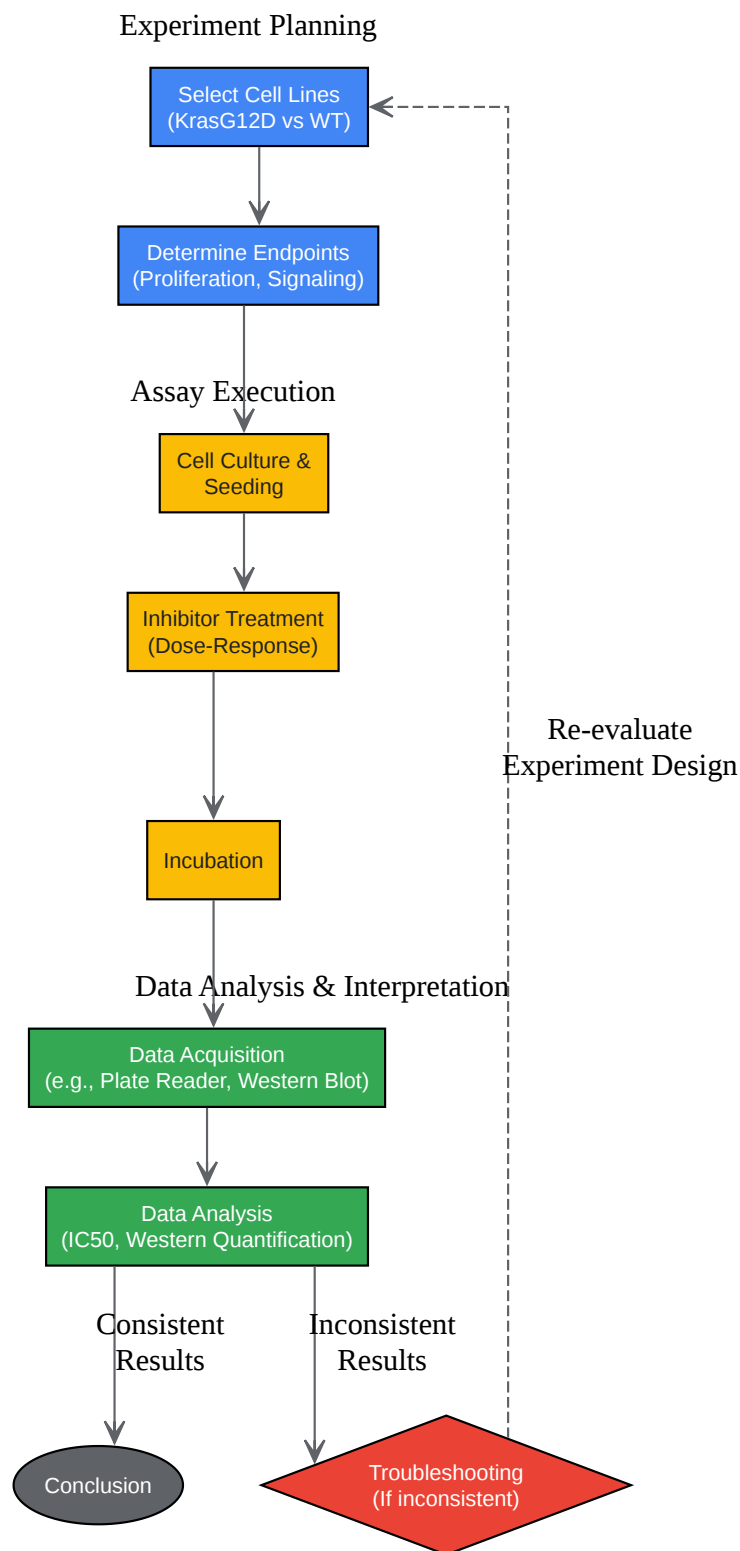 Experiment Planning
Select Cell Lines
(KrasG12D vs WT)
Determine Endpoints
(Proliferation, Signaling)
Assay Execution
Cell Culture &
Seeding
Inhibitor Treatment
(Dose-Response)
Re-evaluate
Experiment Design
Incubation
Data Analysis & Interpretation
Data Acquisition
(e.g., Plate Reader, Western Blot)
Data Analysis
(IC50, Western Quantification)
Consistent
Results
Inconsistent
Results
Conclusion
Troubleshooting
(If inconsistent)